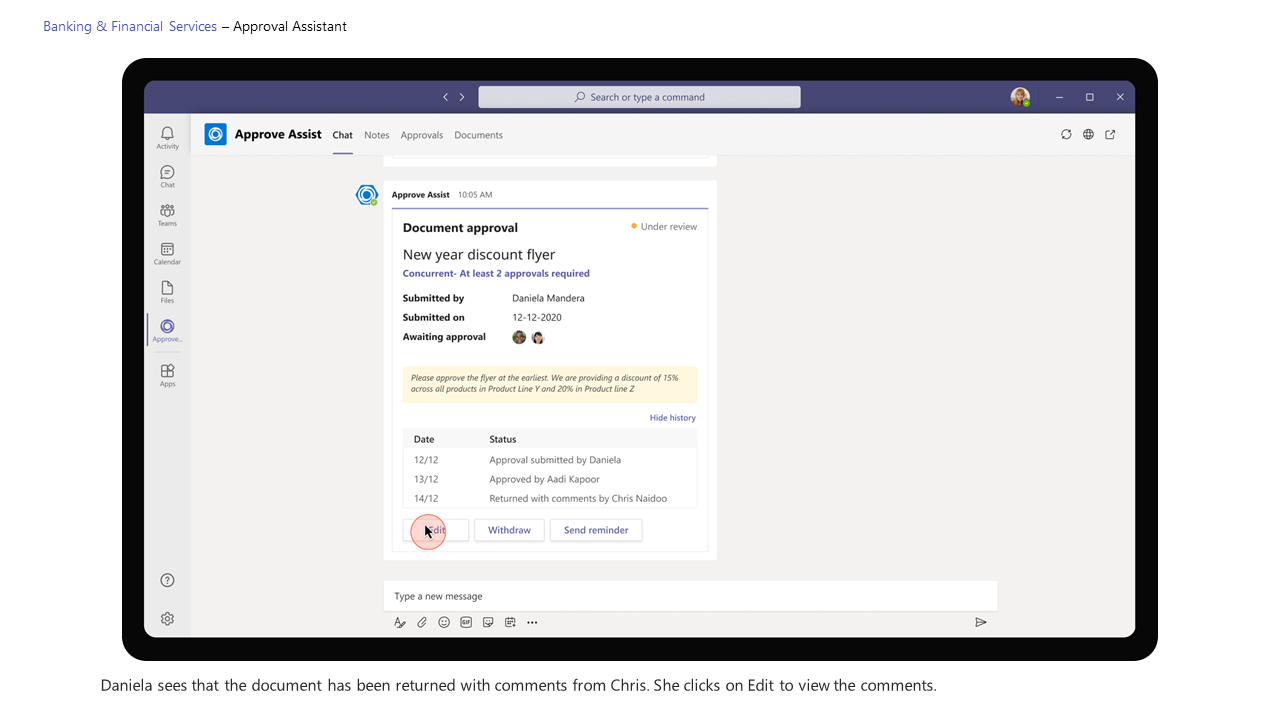 Banking & Financial Services – Approval Assistant
Search or type a command
Approve Assist Chat Notes Approvals Documents
Activity
Chat
Teams
Calendar
Files
Approve...
Apps
Approve Assist 10:05 AM
Document approval Under review
New year discount flyer
Concurrent- At least 2 approvals required
Submitted by Daniela Mandera
Submitted on 12-12-2020
Awaiting approval
Please approve the flyer at the earliest. We are providing a discount of 15%
across all products in Product Line Y and 20% in Product line Z
Hide history
Date Status
12/12 Approval submitted by Daniela
13/12 Approved by Aadi Kapoor
14/12 Returned with comments by Chris Naidoo
Edit Withdraw Send reminder
Type a new message
GIF
Daniela sees that the document has been returned with comments from Chris. She clicks on Edit to view the comments.